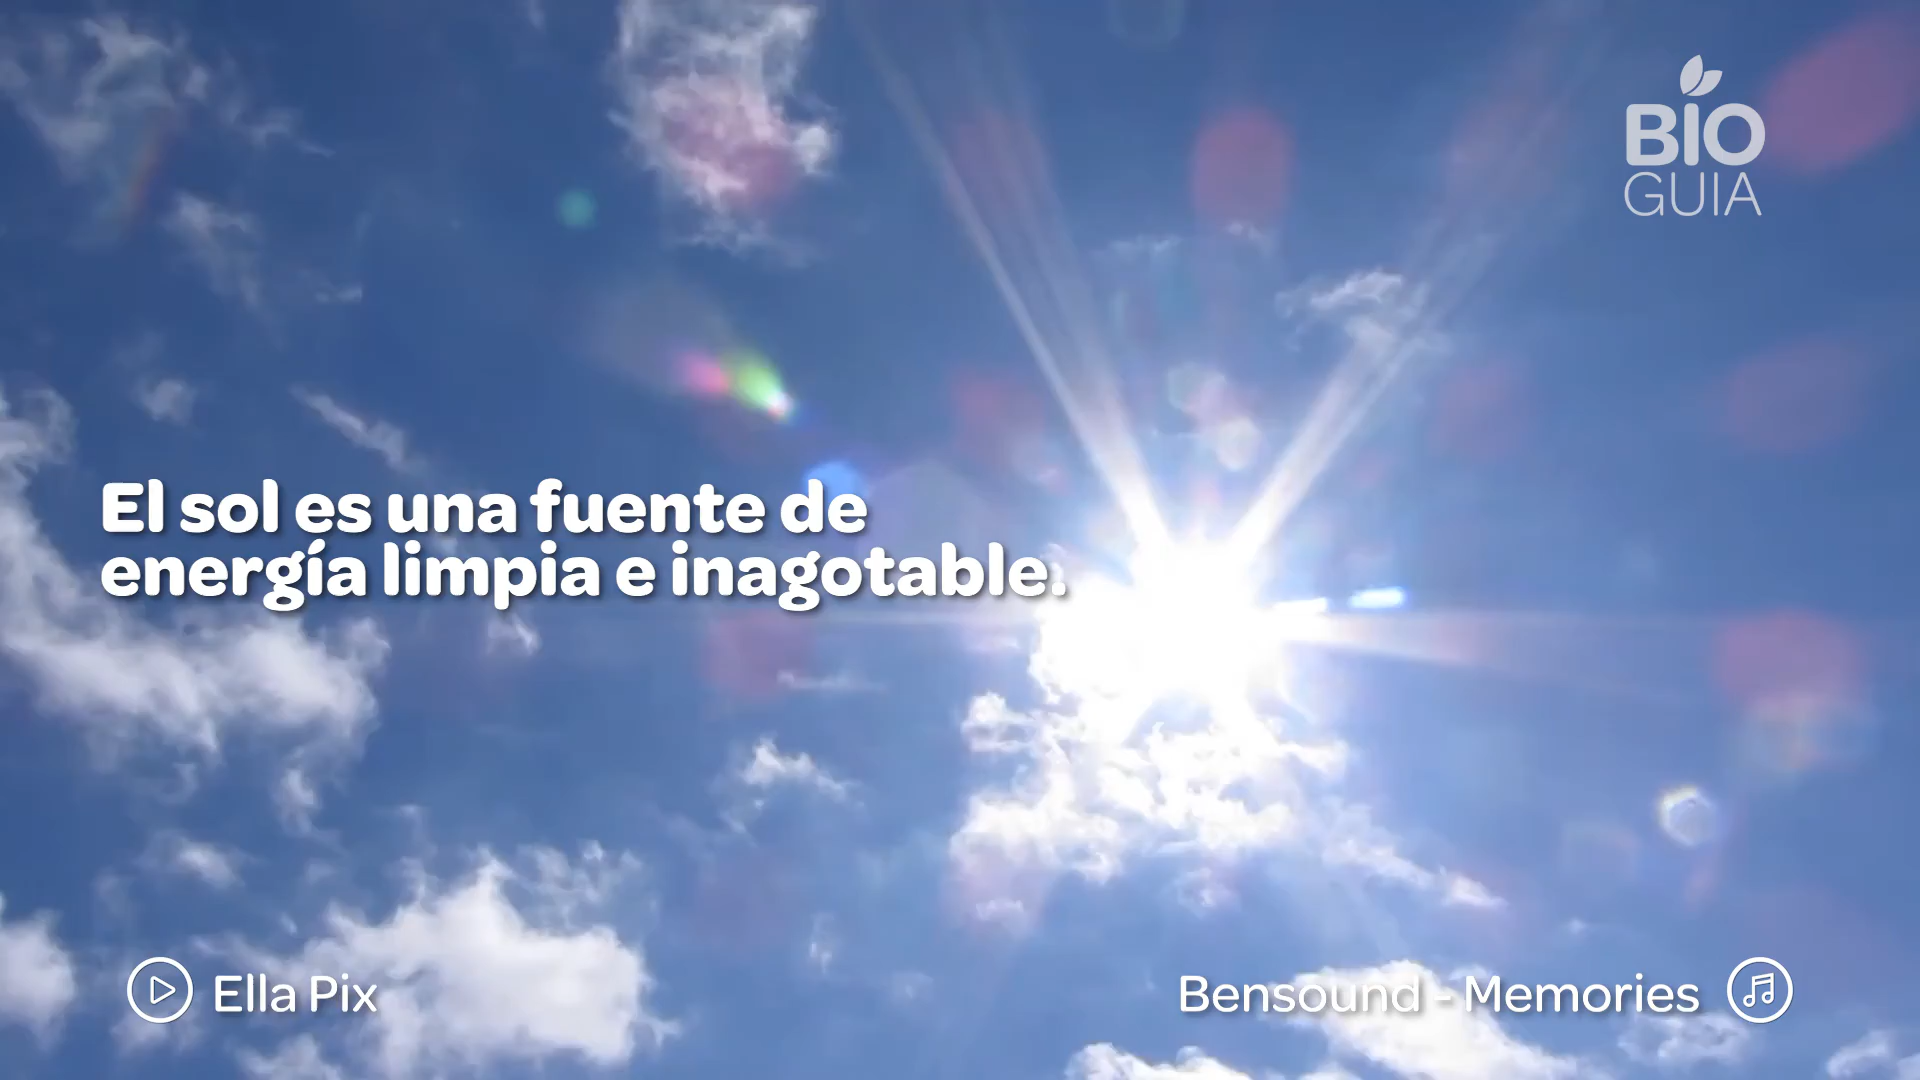 BIO
GUIA
El sol es una fuente de
energía limpia e inagotable.
Ella Pix
Bensound - Memories